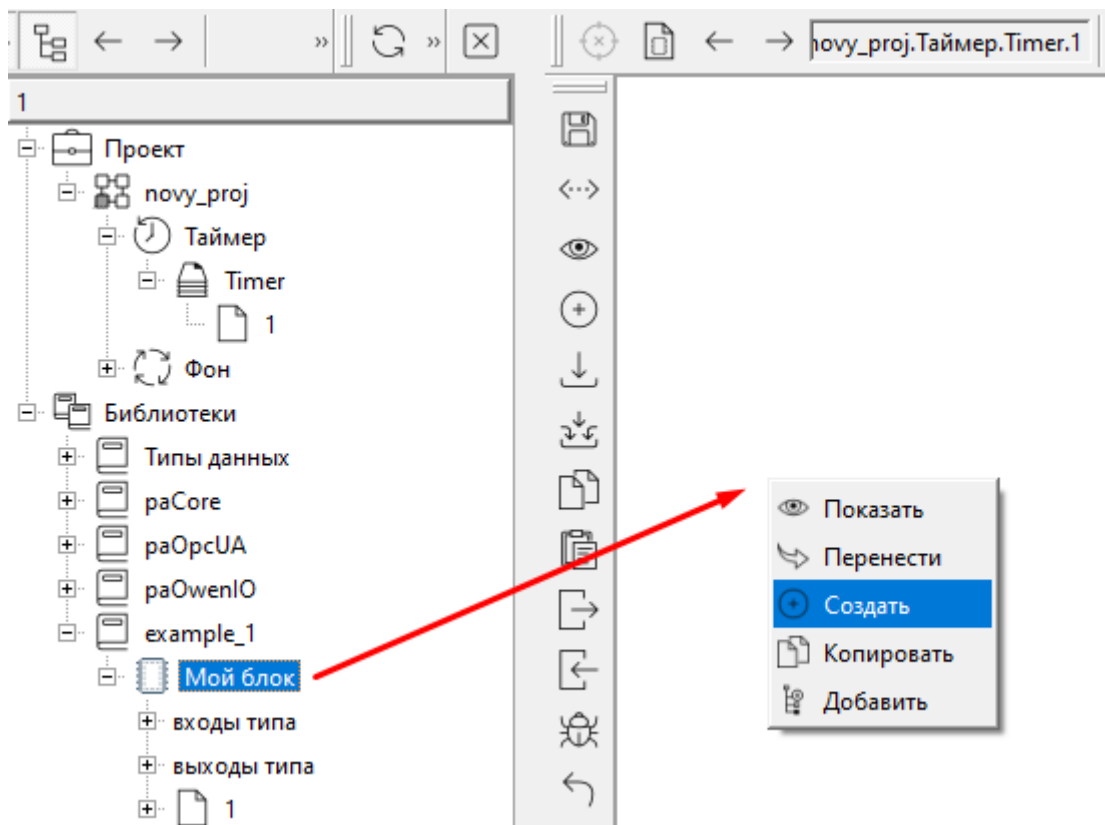 » »
novy_proj.Таймер.Timer.1
1
Проект
novy_proj
Таймер
Timer
1
Фон
Библиотеки
Типы данных
paCore
paOpcUA
paOwenIO
example_1
Мой блок
входы типа
выходы типа
1
Показать
Перенести
Создать
Копировать
Добавить